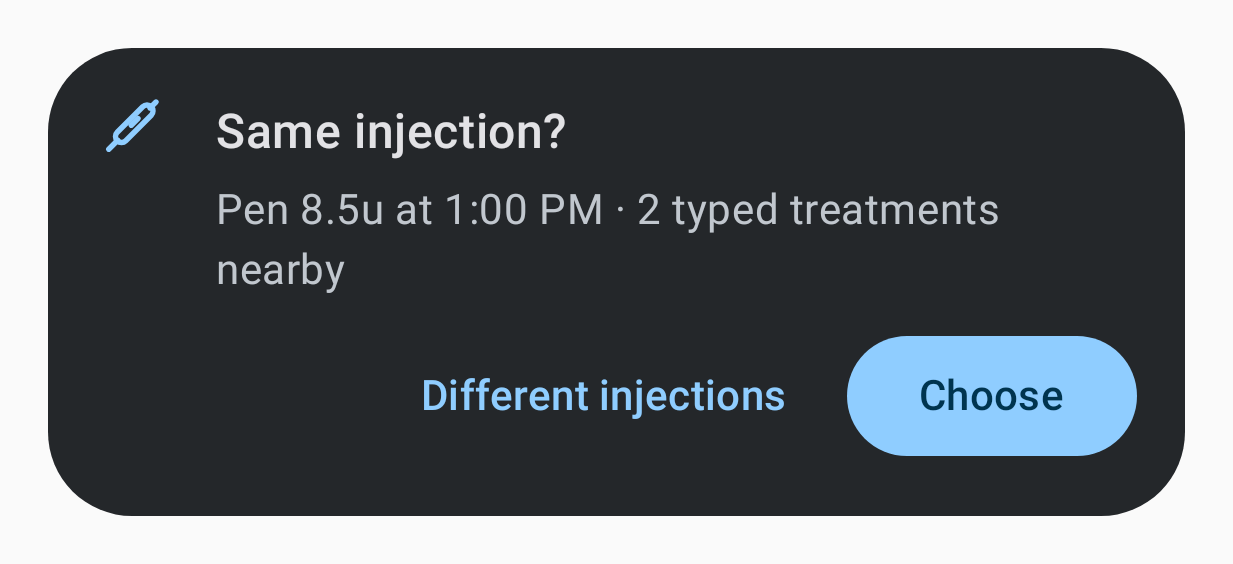 Same injection?
Pen 8.5u at 1:00 PM · 2 typed treatments
nearby
Different injections
Choose